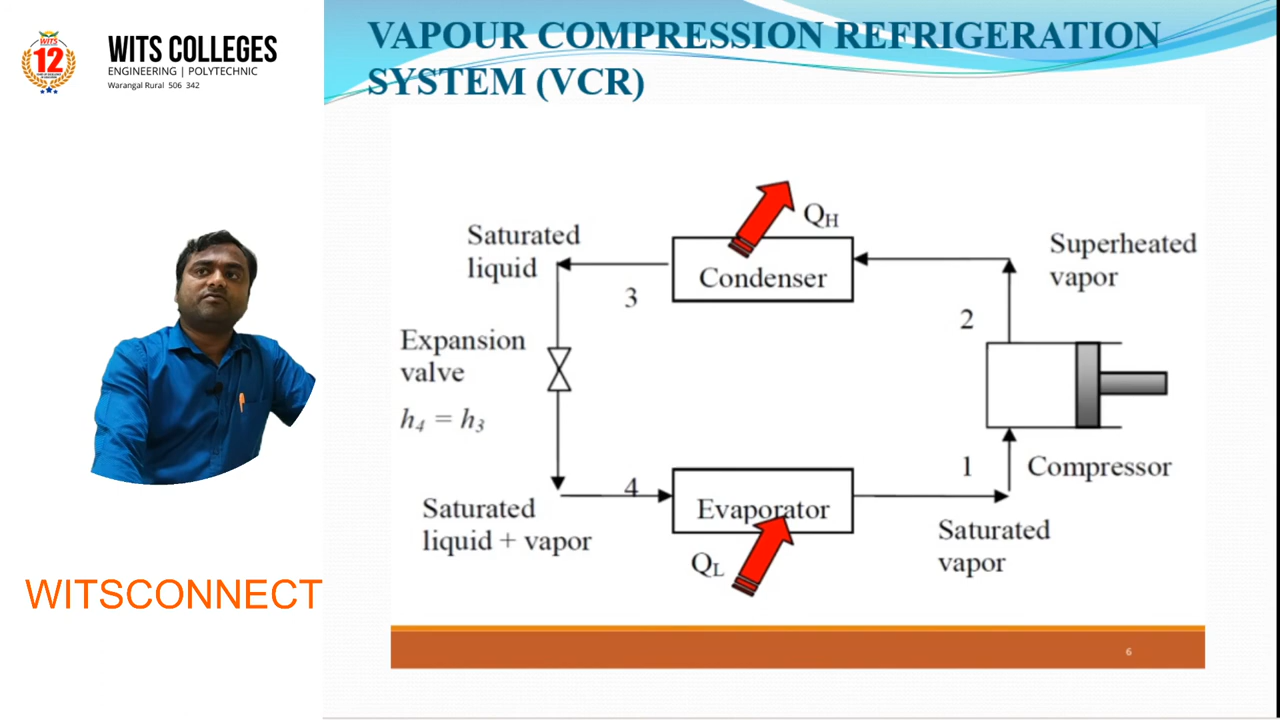 WITS
12
WITS COLLEGES
ENGINEERING | POLYTECHNIC
Warangal Rural 506 342
WITSCONNECT
VAPOUR COMPRESSION REFRIGERATION
SYSTEM (VCR)
QH
Saturated
liquid
Condenser
Superheated
vapor
3
2
Expansion
valve
h4 = h3
1
Compressor
4
Saturated
liquid + vapor
Evaporator
Saturated
vapor
QL
6